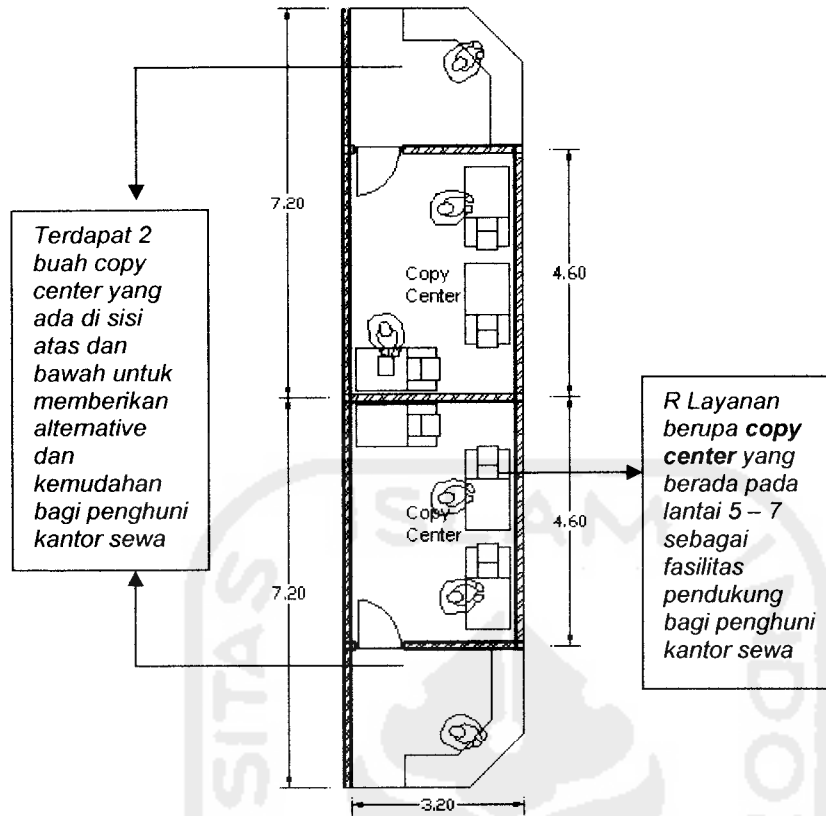 7.20
Copy
Center
4.60
Terdapat 2
buah copy
center yang
ada di sisi
atas dan
bawah untuk
memberikan
alternative
dan
kemudahan
bagi penghuni
kantor sewa
R Layanan
berupa copy
center yang
berada pada
lantai 5 – 7
sebagai
fasilitas
pendukung
bagi penghuni
kantor sewa
Copy
Center
4.60
7.20
3.20
ISLAM
SITAS